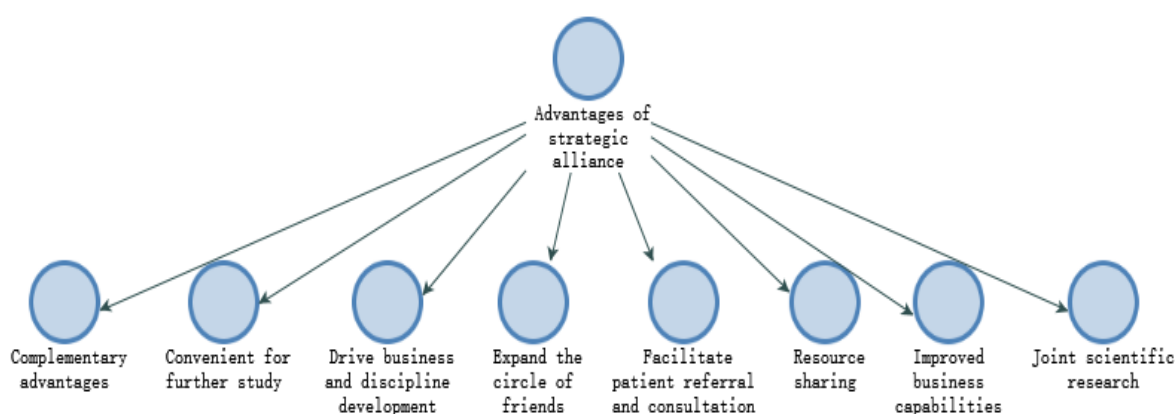 Advantages of
strategic
alliance
Complementary
advantages
Convenient for
further study
Drive business
and discipline
development
Expand the
circle of
friends
Facilitate
patient referral
and consultation
Resource
sharing
Improved
business
capabilities
Joint scientific
research